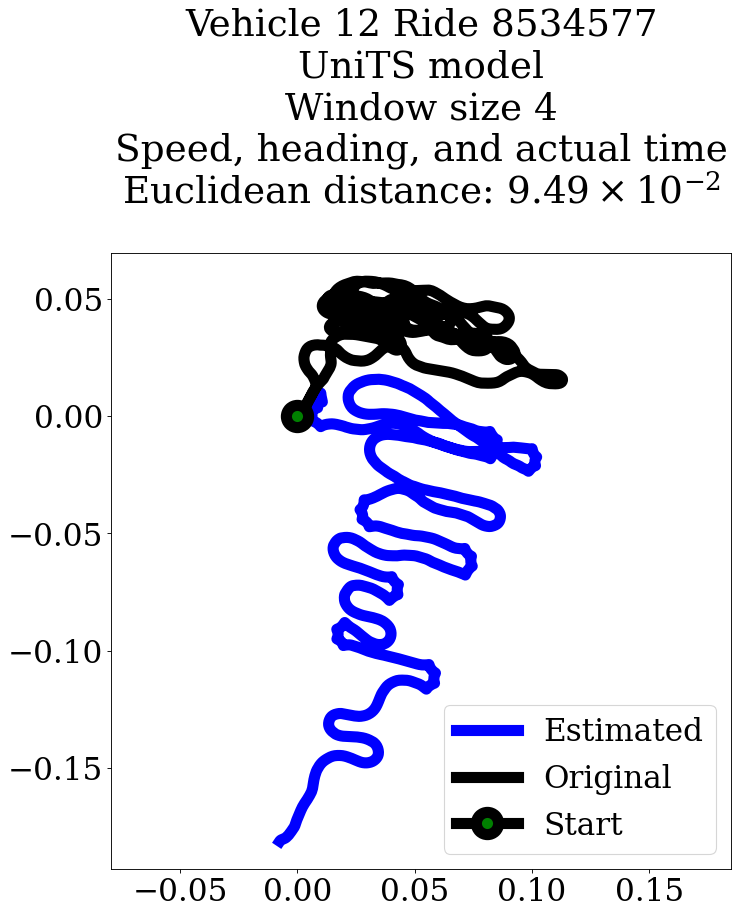 Vehicle 12 Ride 8534577
UniTS model
Window size 4
Speed, heading, and actual time
Euclidean distance: 9.49 × 10⁻²
0.05
0.00
−0.05
−0.10
−0.15
Estimated
Original
Start
−0.05 0.00 0.05 0.10 0.15